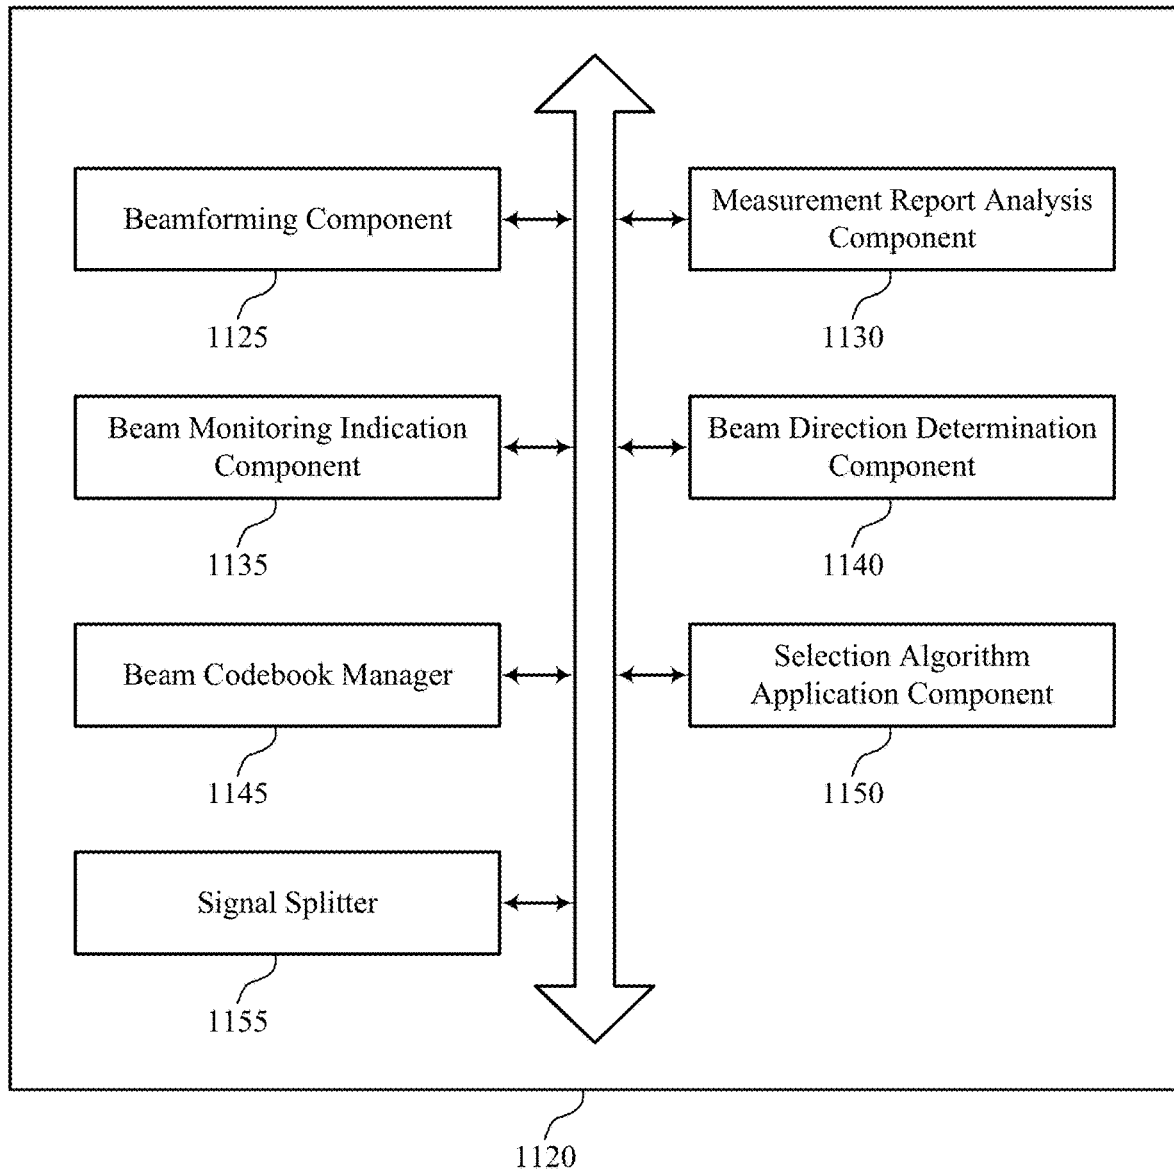 Beamforming Component
1125
Measurement Report Analysis
Component
1130
Beam Monitoring Indication
Component
1135
Beam Direction Determination
Component
1140
Beam Codebook Manager
1145
Selection Algorithm
Application Component
1150
Signal Splitter
1155
1120